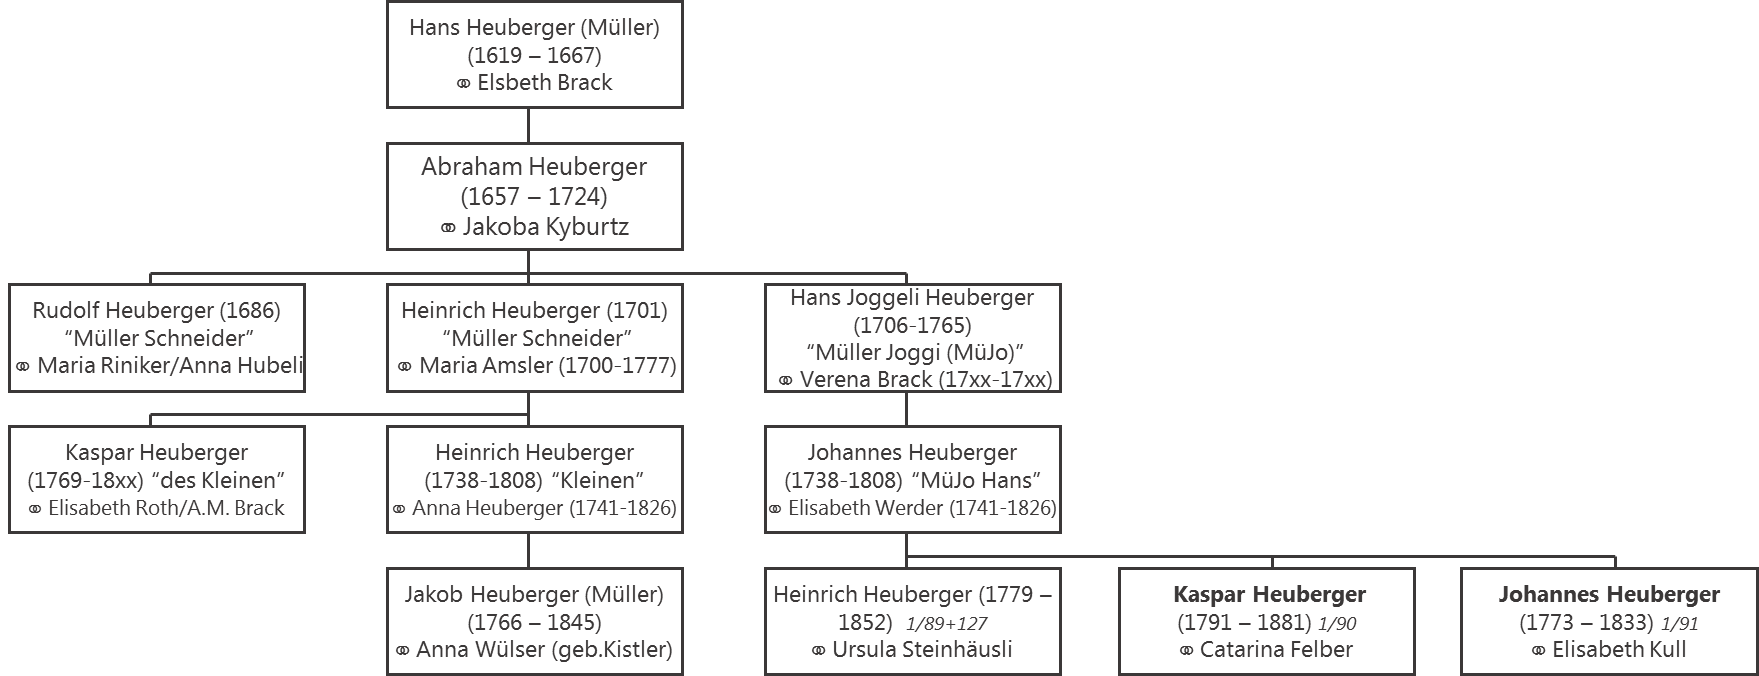 Hans Heuberger (Müller)
(1619 – 1667)
⚭ Elsbeth Brack
Abraham Heuberger
(1657 – 1724)
⚭ Jakoba Kyburtz
Rudolf Heuberger (1686)
“Müller Schneider”
⚭ Maria Riniker/Anna Hubeli
Heinrich Heuberger (1701)
“Müller Schneider”
⚭ Maria Amsler (1700-1777)
Hans Joggeli Heuberger
(1706-1765)
“Müller Joggi (MüJo)”
⚭ Verena Brack (17xx-17xx)
Kaspar Heuberger
(1769-18xx) “des Kleinen”
⚭ Elisabeth Roth/A.M. Brack
Heinrich Heuberger
(1738-1808) “Kleinen”
⚭ Anna Heuberger (1741-1826)
Johannes Heuberger
(1738-1808) “MüJo Hans”
⚭ Elisabeth Werder (1741-1826)
Jakob Heuberger (Müller)
(1766 – 1845)
⚭ Anna Wülser (geb.Kistler)
Heinrich Heuberger (1779 –
1852) 1/89+127
⚭ Ursula Steinhäusli
Kaspar Heuberger
(1791 – 1881) 1/90
⚭ Catarina Felber
Johannes Heuberger
(1773 – 1833) 1/91
⚭ Elisabeth Kull